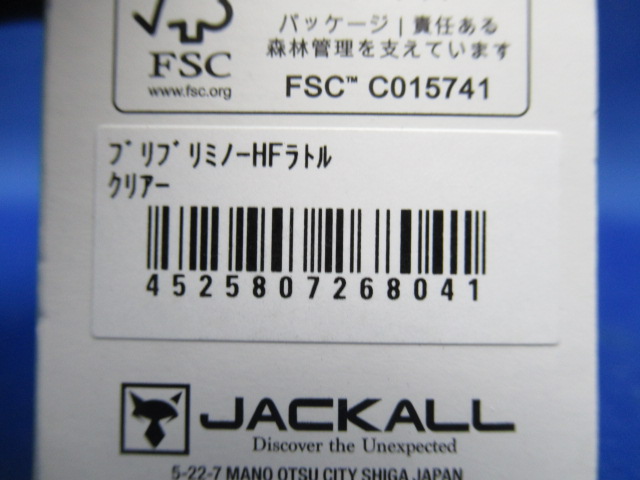 FSC
www.fsc.org
パッケージ | 責任ある
森林管理を支えています
FSC™ C015741
ﾌﾞﾘﾌﾞﾘﾐﾉｰHFﾗﾄﾙ
ｸﾘｱｰ
4525807268041
JACKALL
Discover the Unexpected
5-22-7 MANO OTSU CITY SHIGA JAPAN